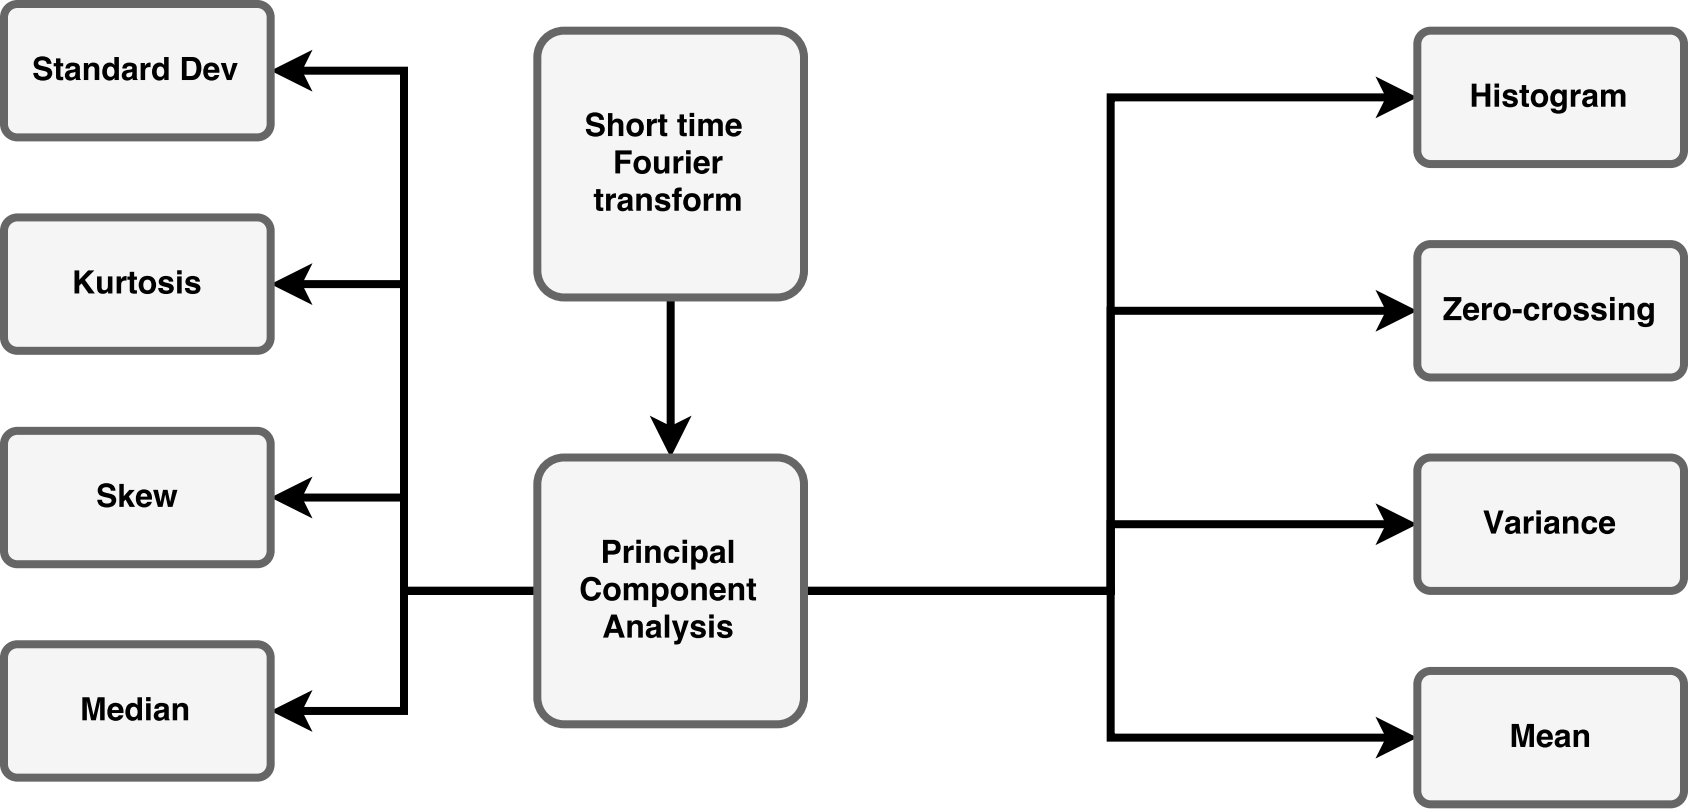 Standard Dev
Kurtosis
Skew
Median
Short time
Fourier
transform
Principal
Component
Analysis
Histogram
Zero-crossing
Variance
Mean